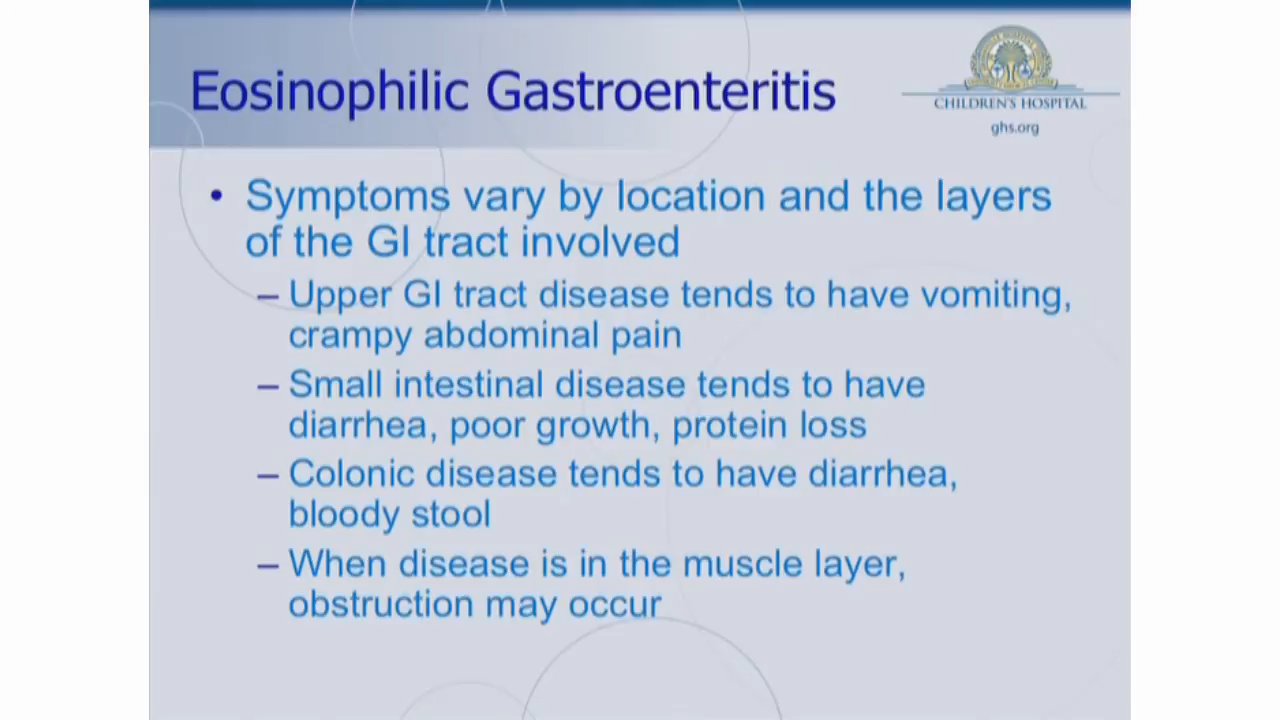 Eosinophilic Gastroenteritis
CHILDREN'S HOSPITAL
ghs.org
• Symptoms vary by location and the layers
of the GI tract involved
– Upper GI tract disease tends to have vomiting,
crampy abdominal pain
– Small intestinal disease tends to have
diarrhea, poor growth, protein loss
– Colonic disease tends to have diarrhea,
bloody stool
– When disease is in the muscle layer,
obstruction may occur